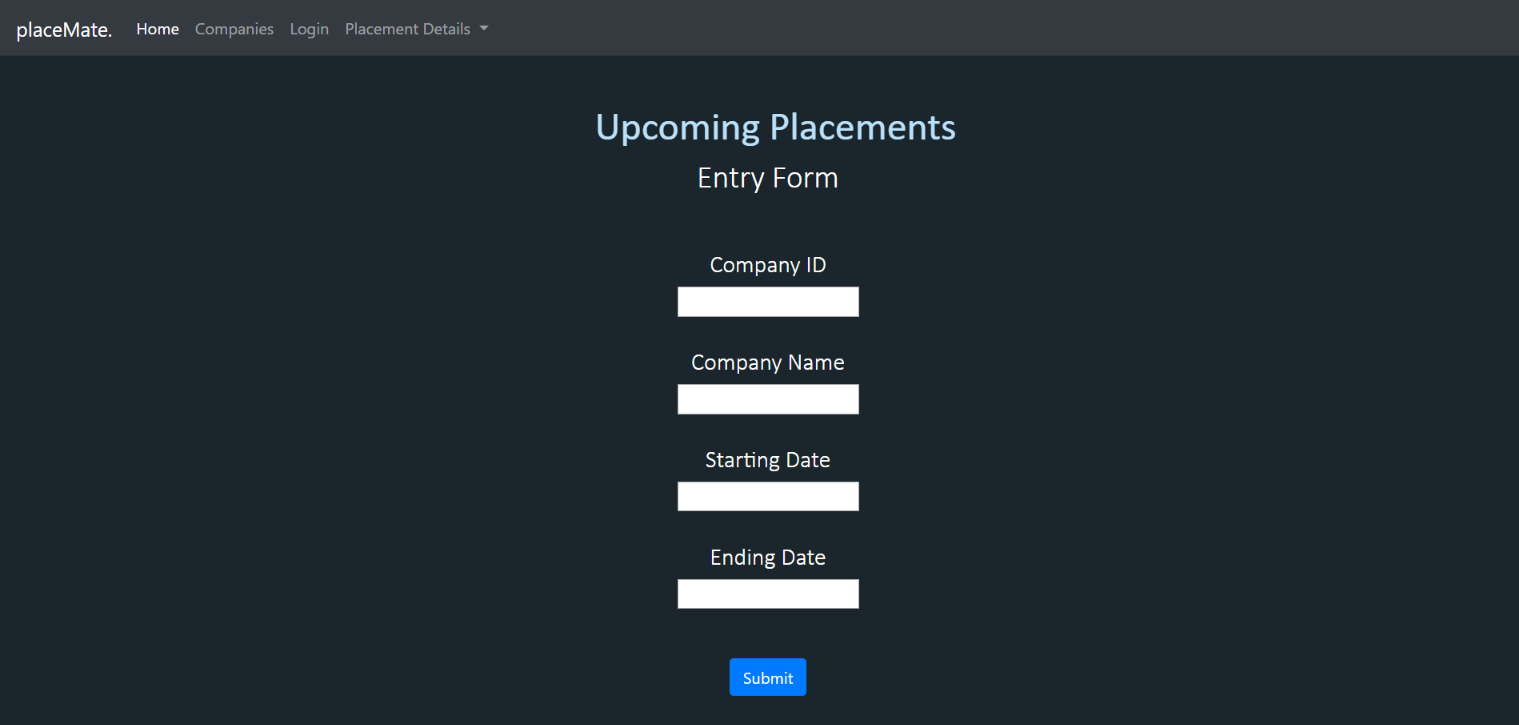 placeMate. Home Companies Login Placement Details
Upcoming Placements
Entry Form
Company ID
Company Name
Starting Date
Ending Date
Submit